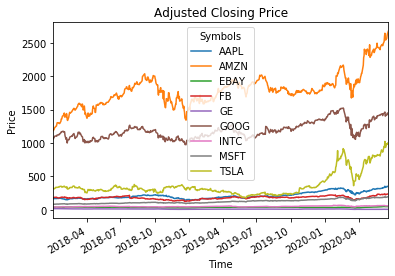 Adjusted Closing Price
Symbols
AAPL
AMZN
EBAY
FB
GE
GOOG
INTC
MSFT
TSLA
Price
2500
2000
1500
1000
500
0
2018-04
2018-07
2018-10
2019-01
2019-04
2019-07
2019-10
2020-01
2020-04
Time